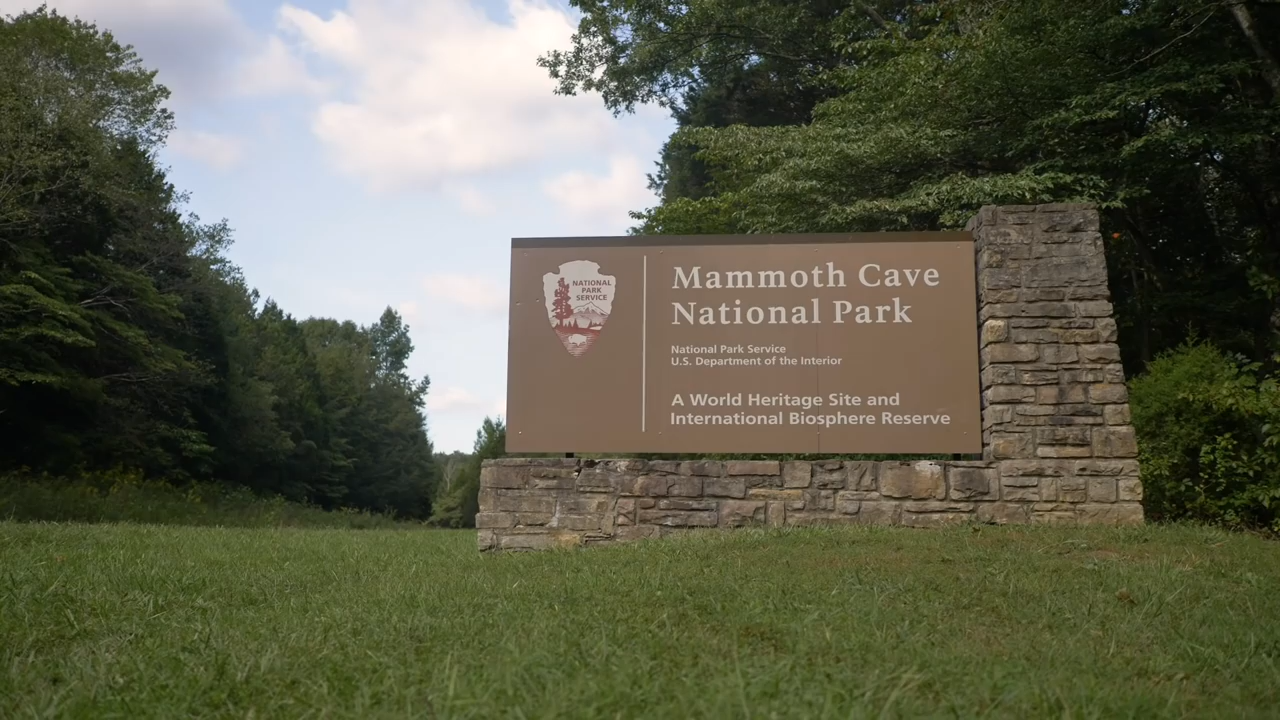 NATIONAL
PARK
SERVICE
Mammoth Cave
National Park
National Park Service
U.S. Department of the Interior
A World Heritage Site and
International Biosphere Reserve